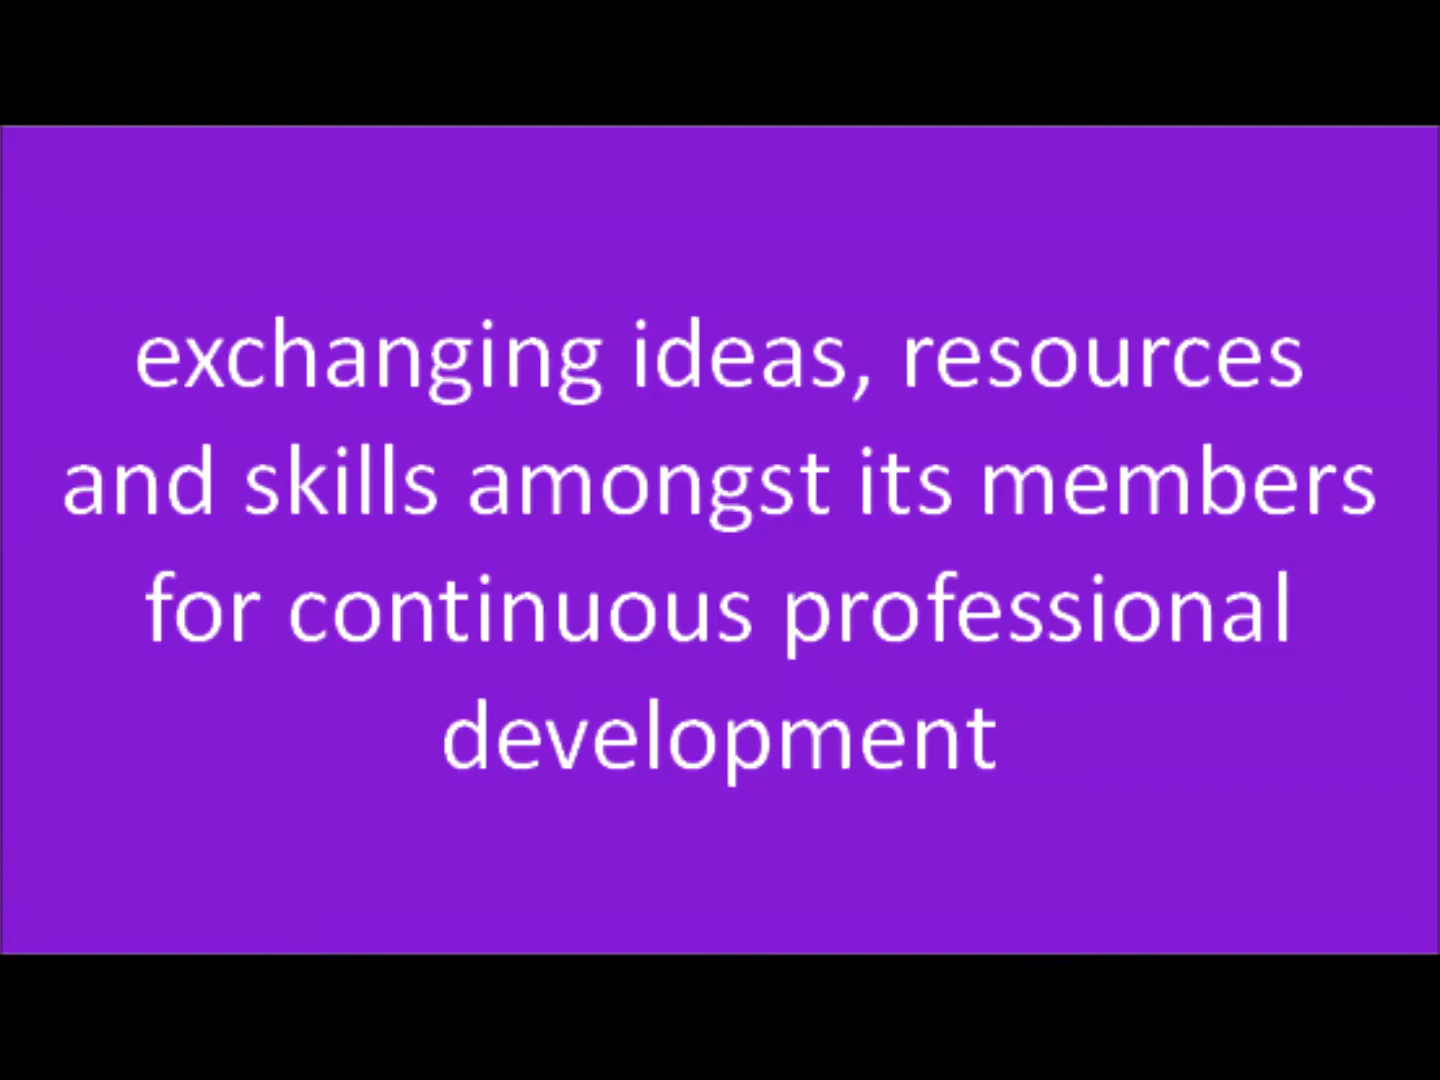 exchanging ideas, resources
and skills amongst its members
for continuous professional
development